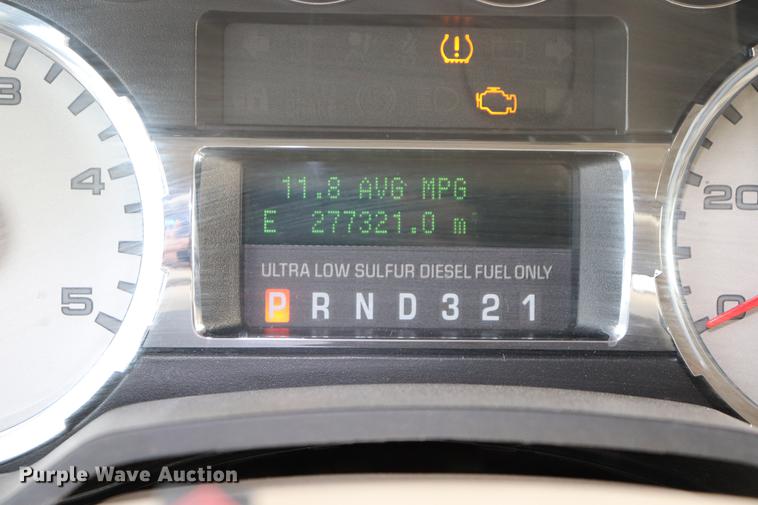 3
4
5
11.8 AVG MPG
E 277321.0 m
ULTRA LOW SULFUR DIESEL FUEL ONLY
P R N D 3 2 1
20
0
Purple Wave Auction